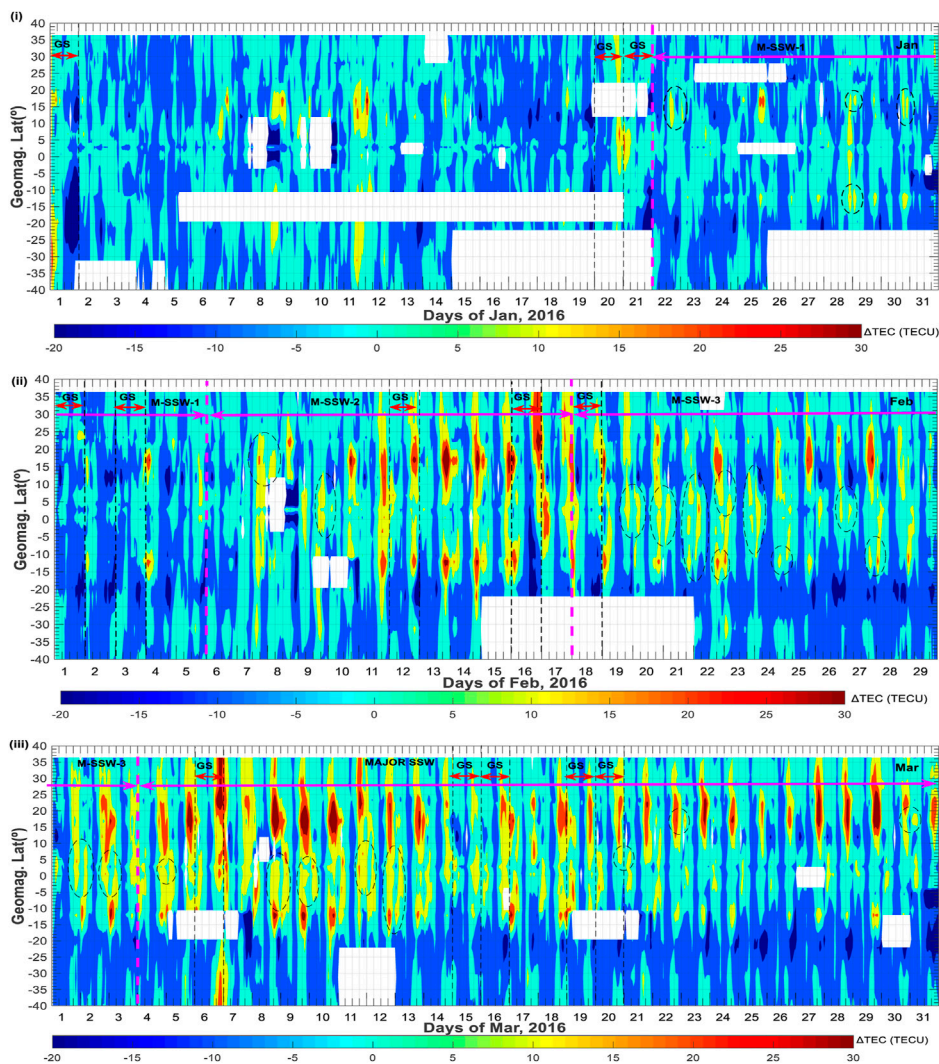 (i)
40
35
30
25
20
15
10
5
0
-5
-10
-15
-20
-25
-30
-35
-40
Geomag. Lat(º)
GS GS GS M-SSW-1 Jan
1 2 3 4 5 6 7 8 9 10 11 12 13 14 15 16 17 18 19 20 21 22 23 24 25 26 27 28 29 30 31
Days of Jan, 2016
-20 -15 -10 -5 0 5 10 15 20 25 30
ΔTEC (TECU)
(ii)
40
35
30
25
20
15
10
5
0
-5
-10
-15
-20
-25
-30
-35
-40
Geomag. Lat(º)
GS GS M-SSW-1 M-SSW-2 GS GS GS M-SSW-3 Feb
1 2 3 4 5 6 7 8 9 10 11 12 13 14 15 16 17 18 19 20 21 22 23 24 25 26 27 28 29
Days of Feb, 2016
-20 -15 -10 -5 0 5 10 15 20 25 30
ΔTEC (TECU)
(iii)
40
35
30
25
20
15
10
5
0
-5
-10
-15
-20
-25
-30
-35
-40
Geomag. Lat(º)
M-SSW-3 GS MAJOR SSW GS GS GS GS Mar
1 2 3 4 5 6 7 8 9 10 11 12 13 14 15 16 17 18 19 20 21 22 23 24 25 26 27 28 29 30 31
Days of Mar, 2016
-20 -15 -10 -5 0 5 10 15 20 25 30
ΔTEC (TECU)